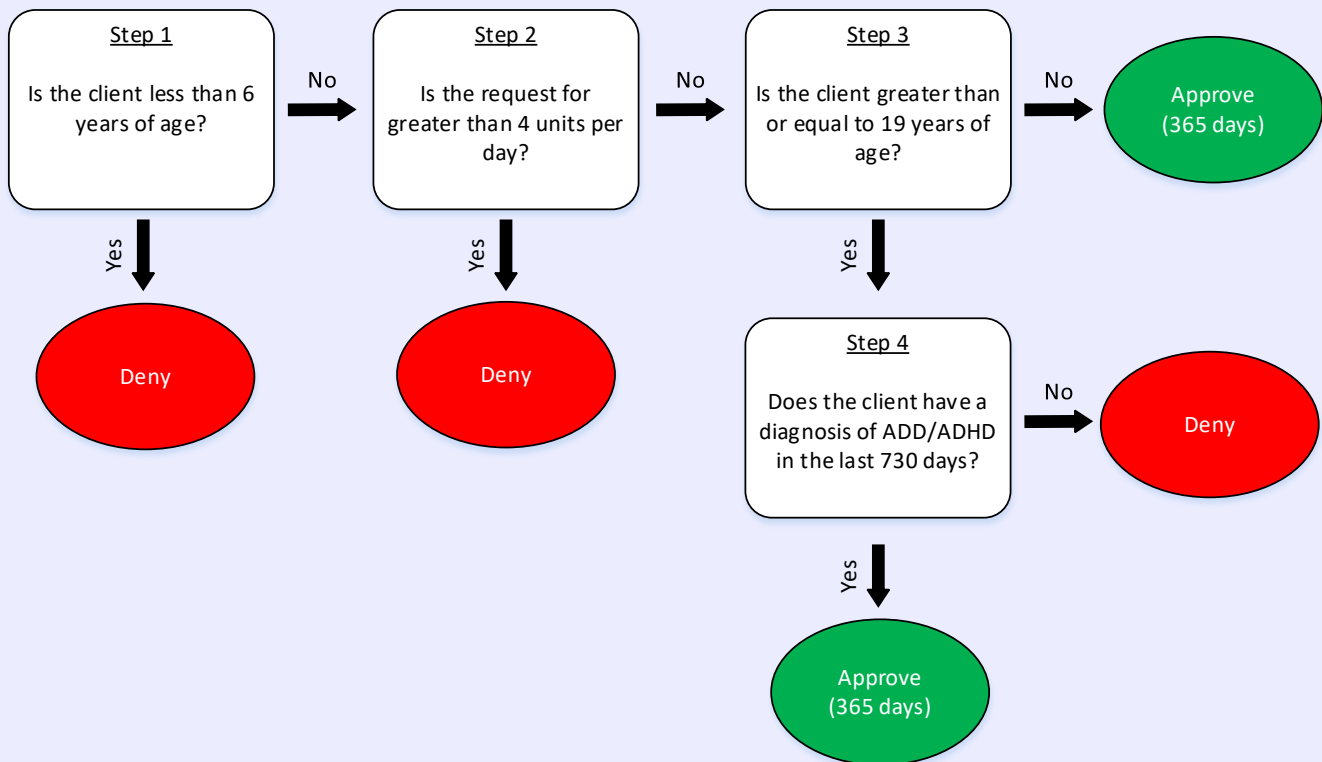 Step 1
Is the client less than 6
years of age?
No
Step 2
Is the request for
greater than 4 units per
day?
No
Step 3
Is the client greater than
or equal to 19 years of
age?
No
Approve
(365 days)
Yes
Deny
Yes
Deny
Yes
Step 4
Does the client have a
diagnosis of ADD/ADHD
in the last 730 days?
No
Deny
Yes
Approve
(365 days)